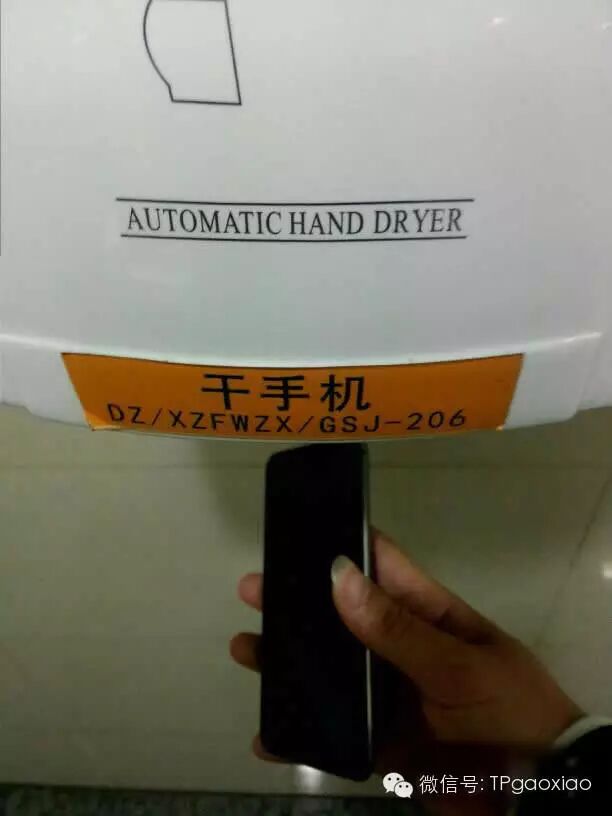 AUTOMATIC HAND DRYER
干手机
DZ/XZFWZX/GSJ-206
微信号: TPgaoxiao